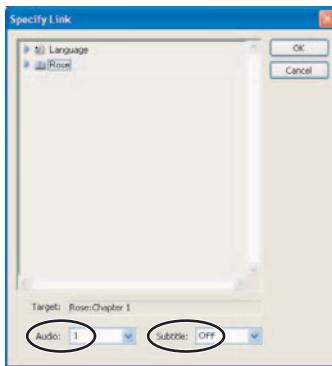 Specify Link
Language
OK
Rose
Cancel
Target: Rose:Chapter 1
Audio: 1 Subtitle: OFF